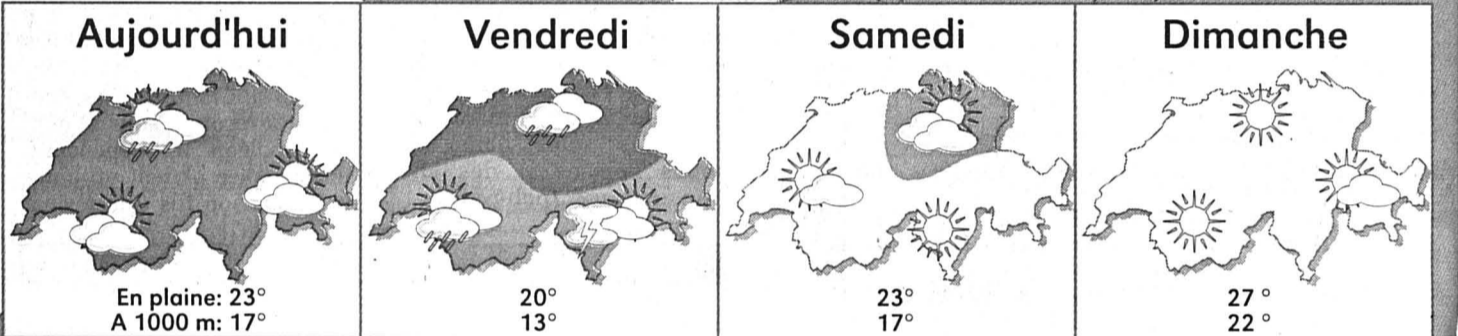 Aujourd'hui
En plaine: 23°
A 1000 m: 17°
Vendredi
20°
13°
Samedi
23°
17°
Dimanche
27 °
22 °